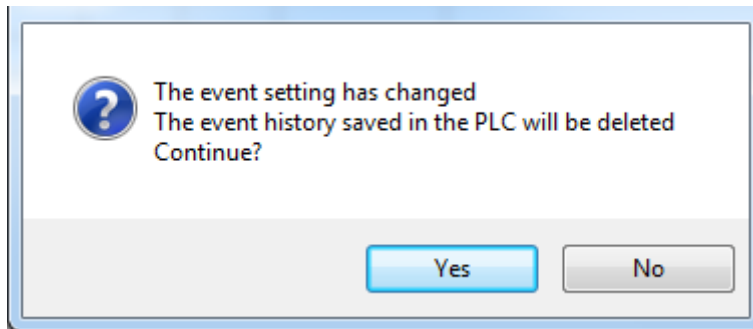 The event setting has changed
The event history saved in the PLC will be deleted
Continue?
Yes
No